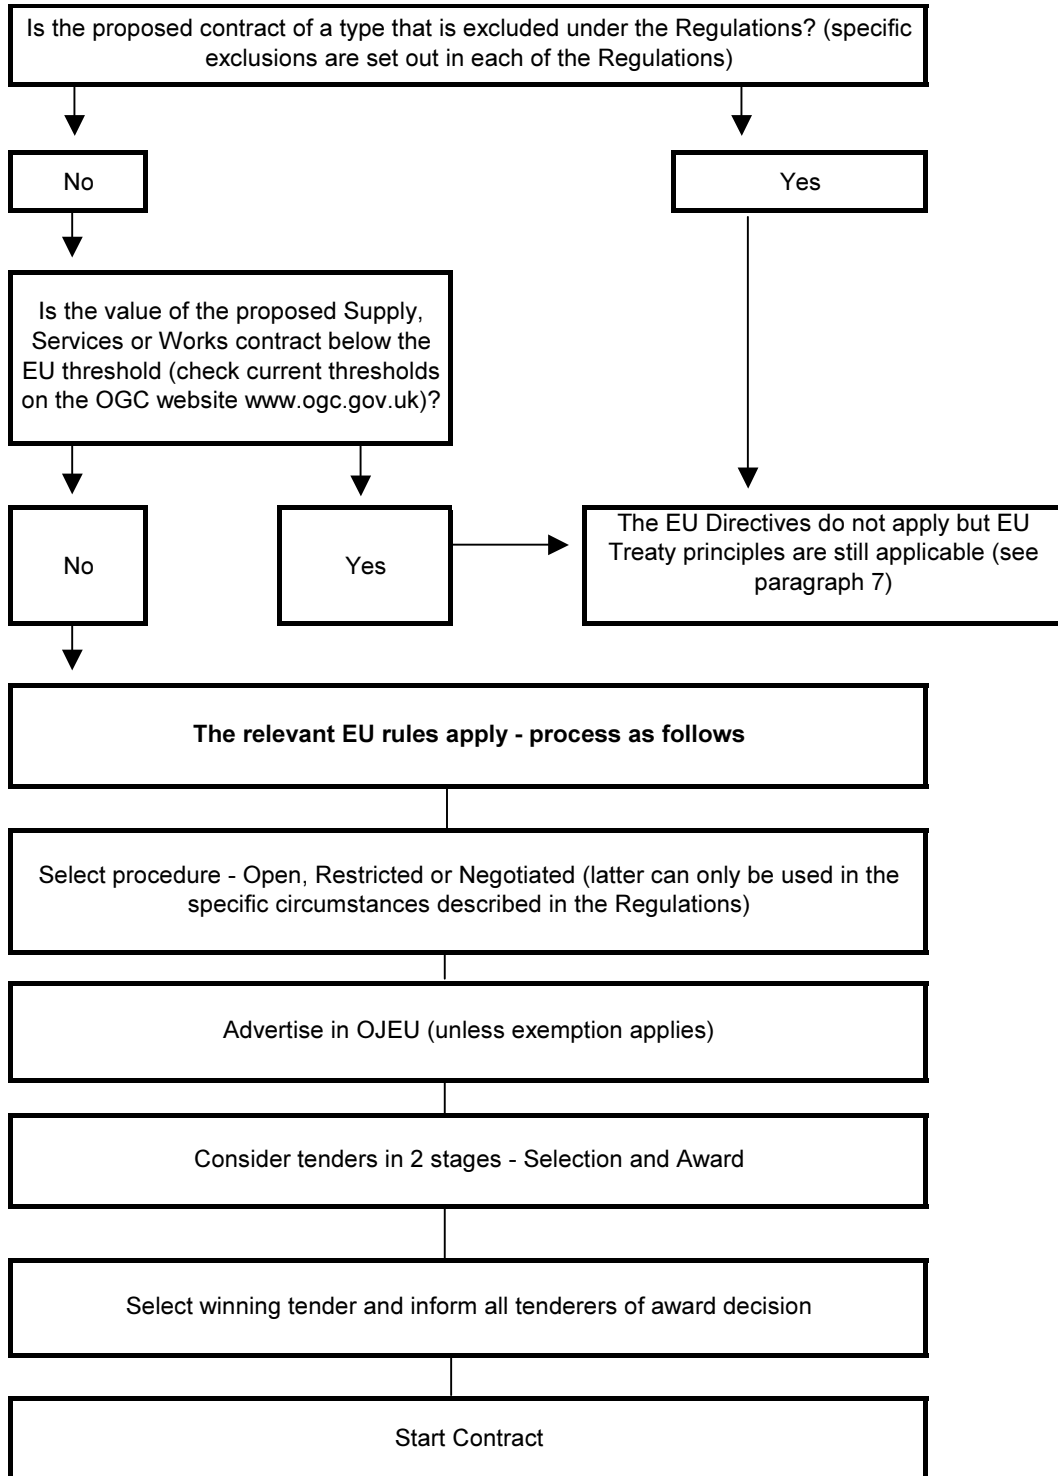 Is the proposed contract of a type that is excluded under the Regulations? (specific
exclusions are set out in each of the Regulations)
No
Yes
Is the value of the proposed Supply,
Services or Works contract below the
EU threshold (check current thresholds
on the OGC website www.ogc.gov.uk)?
No
Yes
The EU Directives do not apply but EU
Treaty principles are still applicable (see
paragraph 7)
The relevant EU rules apply - process as follows
Select procedure - Open, Restricted or Negotiated (latter can only be used in the
specific circumstances described in the Regulations)
Advertise in OJEU (unless exemption applies)
Consider tenders in 2 stages - Selection and Award
Select winning tender and inform all tenderers of award decision
Start Contract